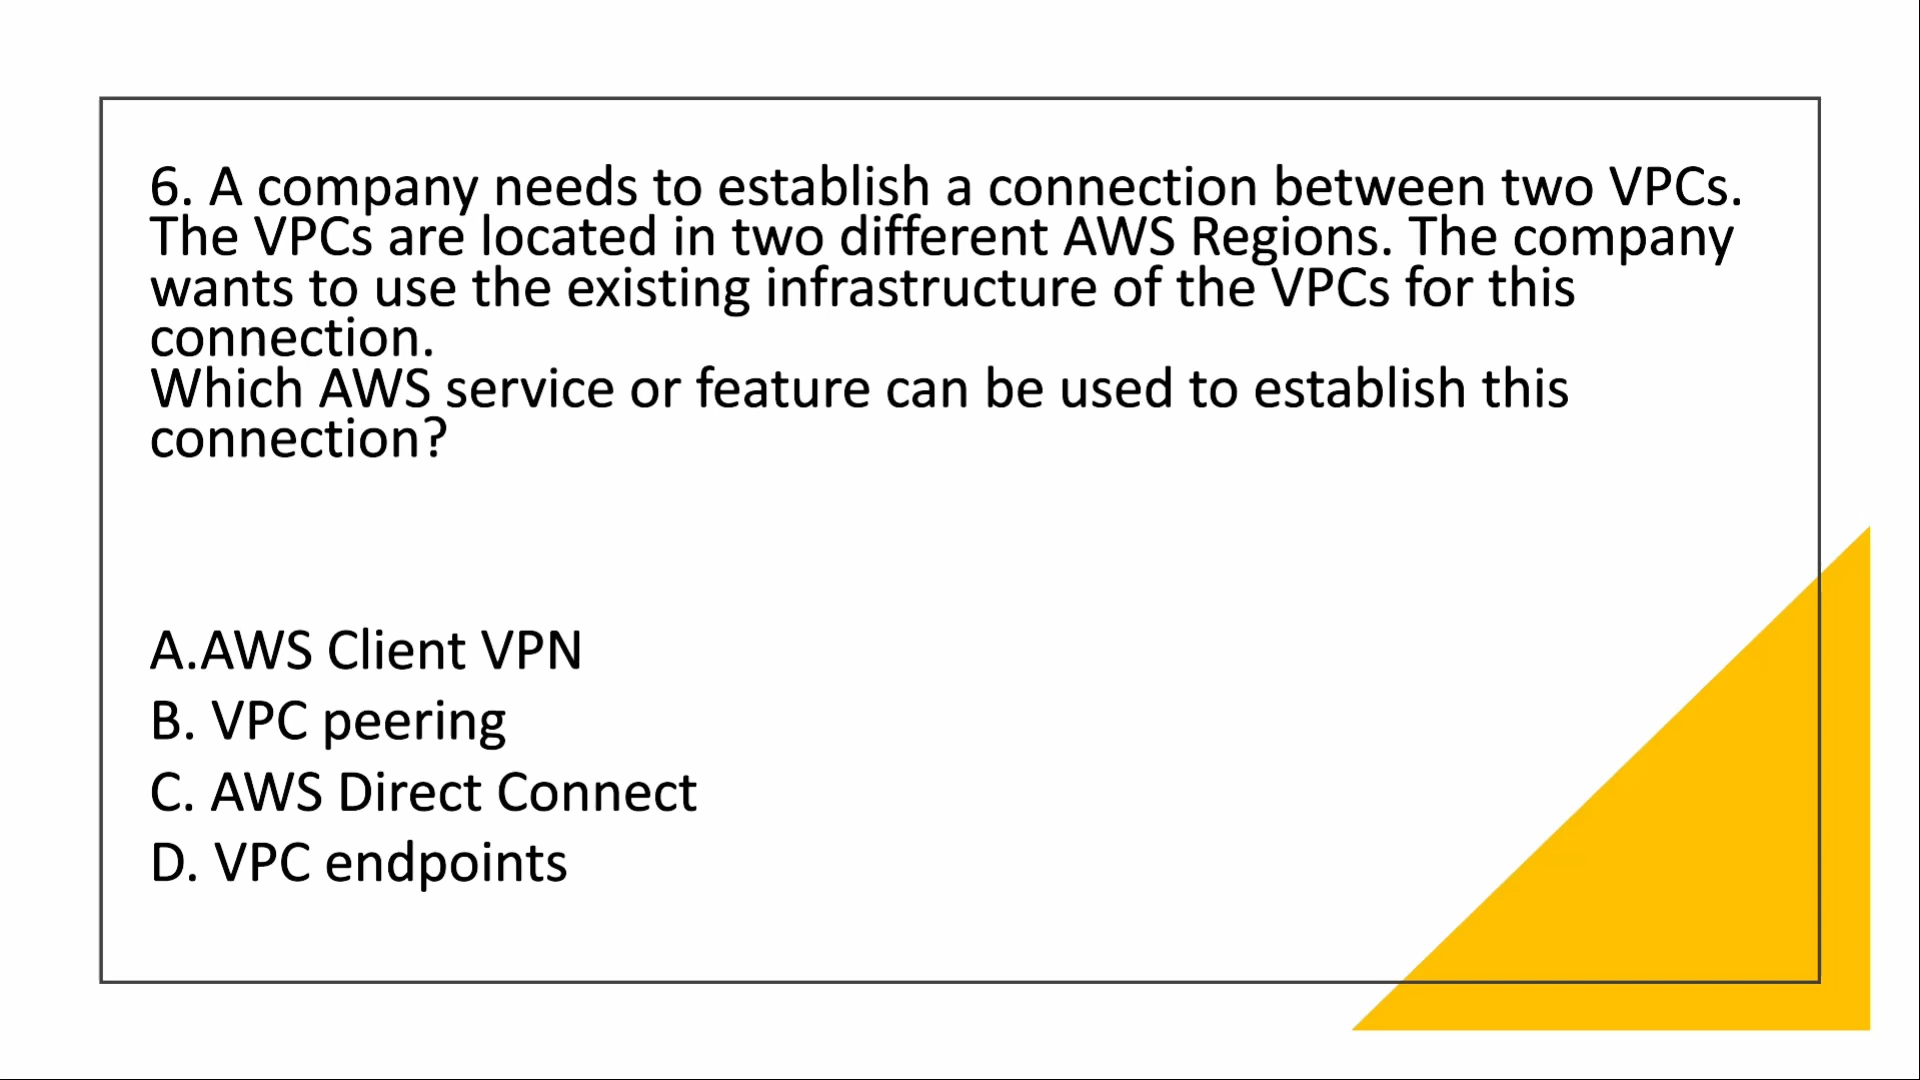 6. A company needs to establish a connection between two VPCs.
The VPCs are located in two different AWS Regions. The company
wants to use the existing infrastructure of the VPCs for this
connection.
Which AWS service or feature can be used to establish this
connection?
A.AWS Client VPN
B. VPC peering
C. AWS Direct Connect
D. VPC endpoints